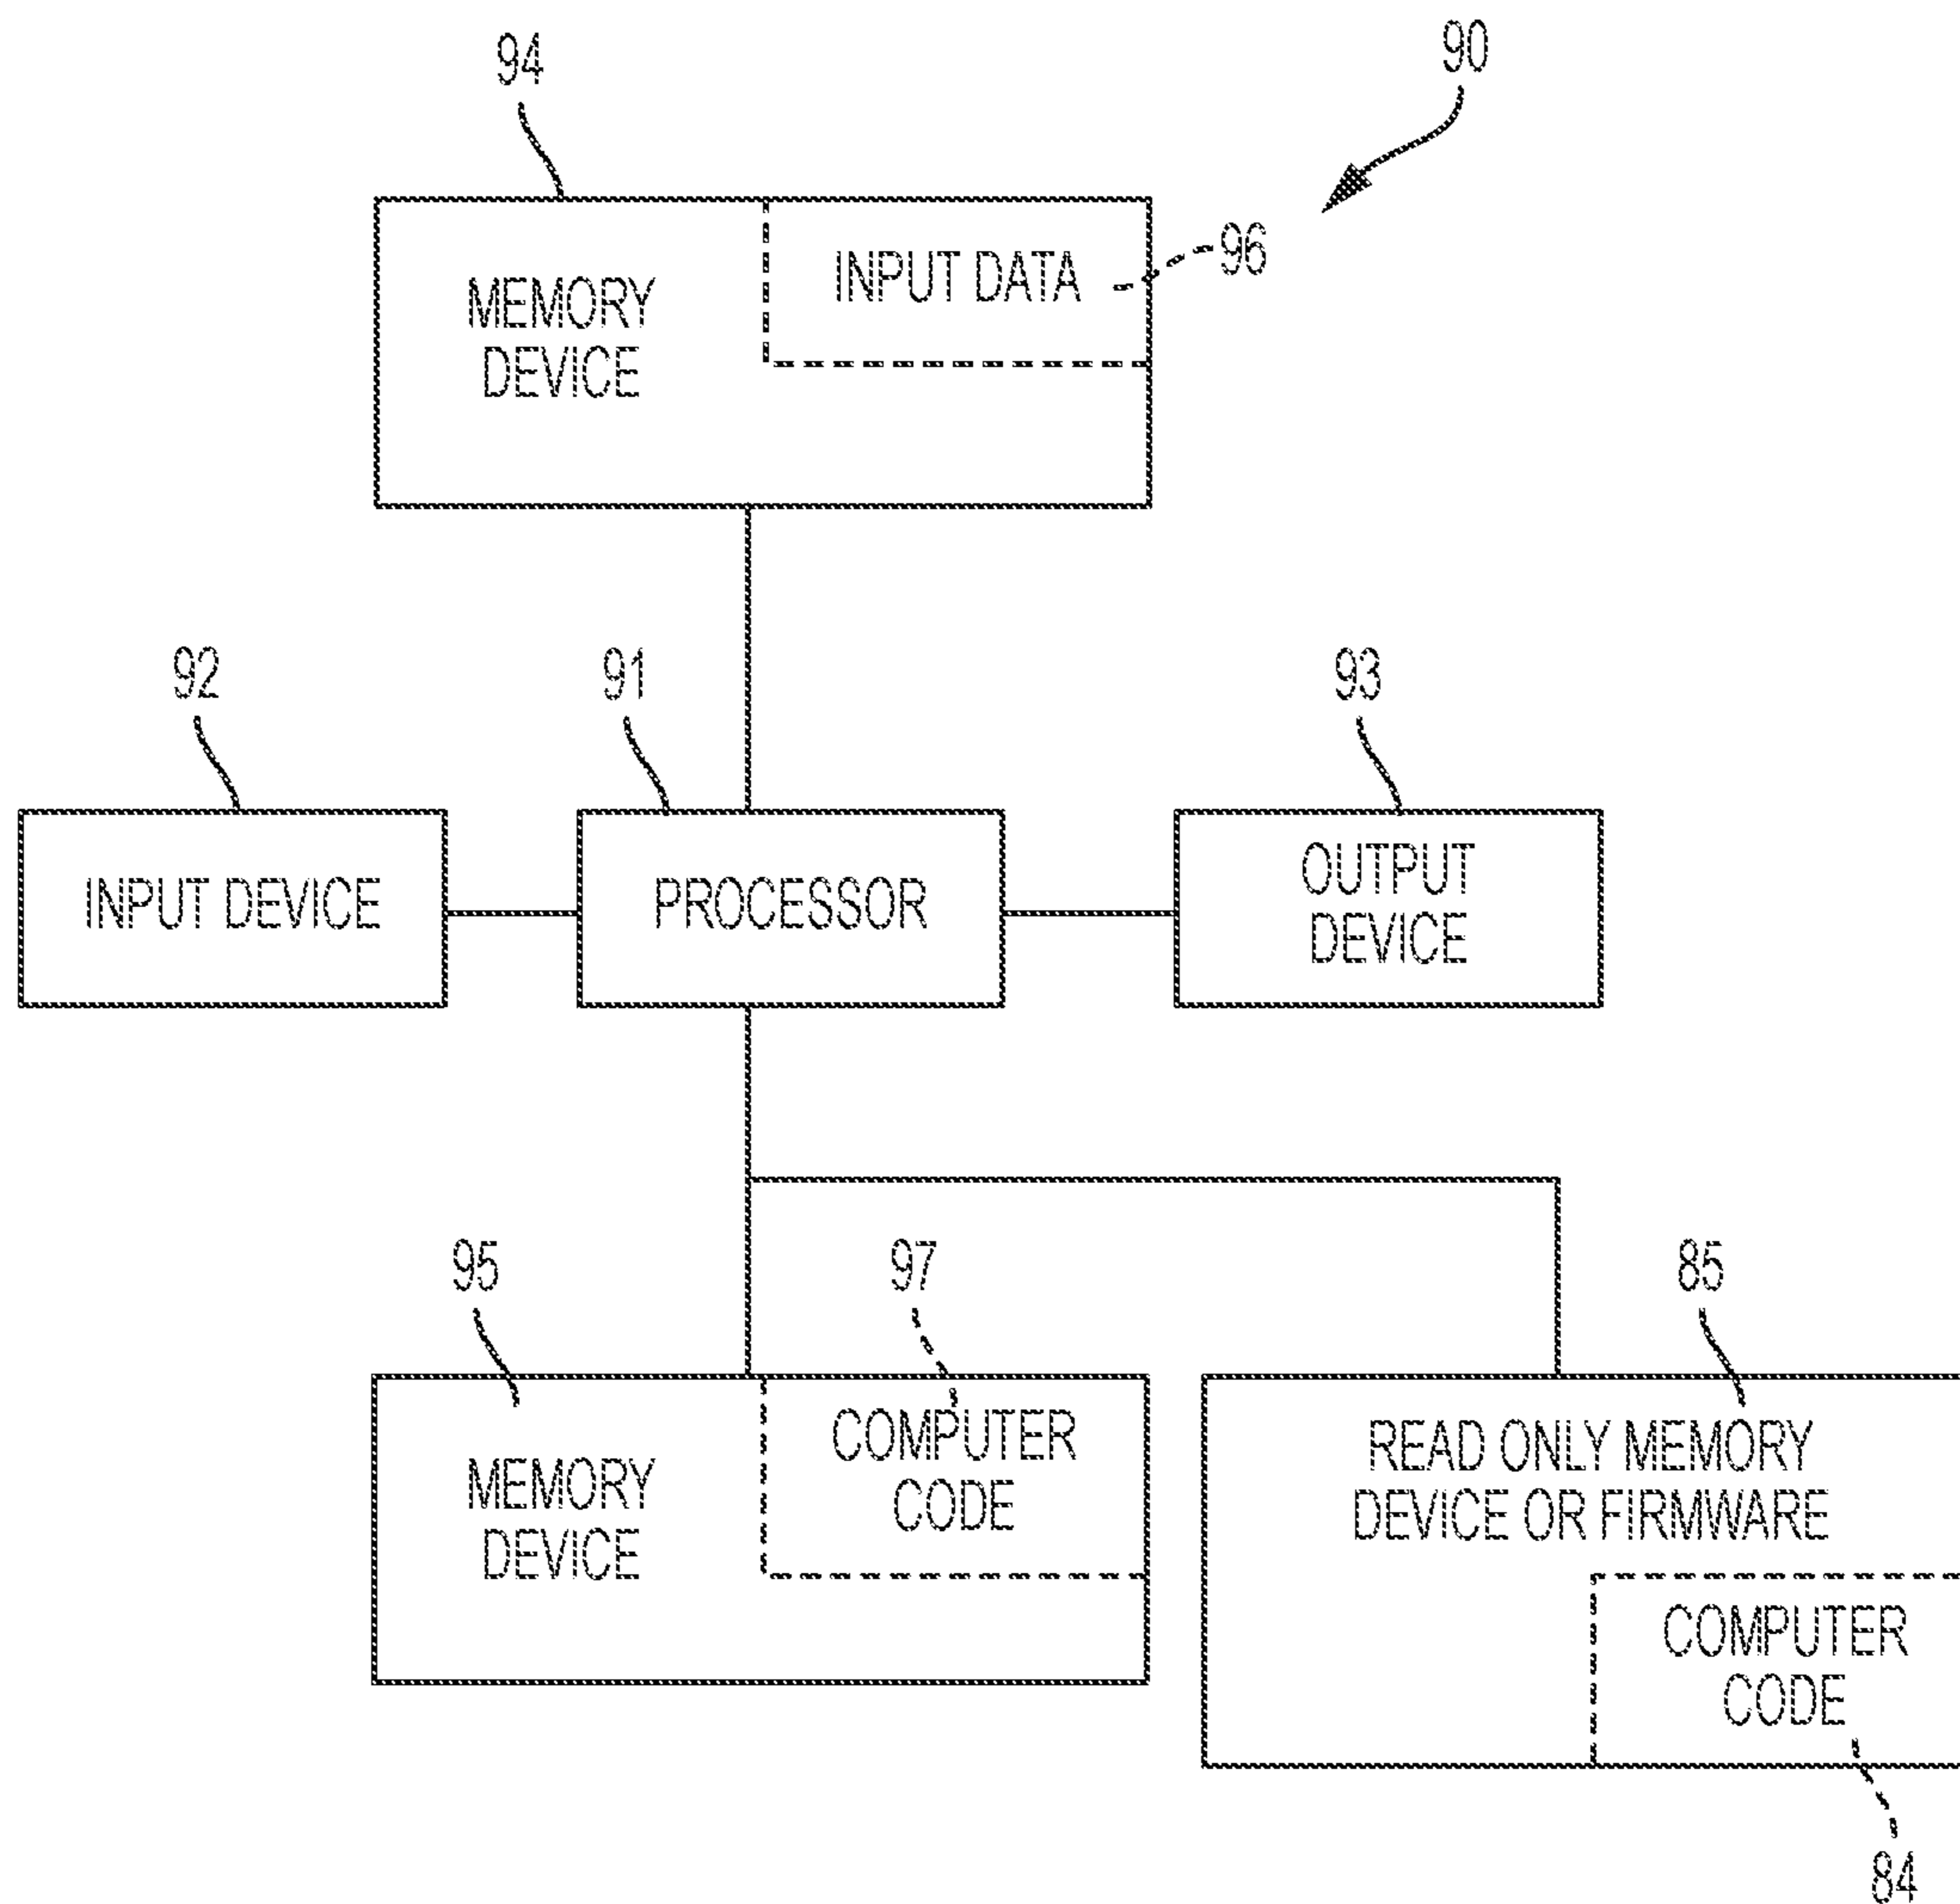 94
90
MEMORY
DEVICE
INPUT DATA
96
92
91
93
INPUT DEVICE
PROCESSOR
OUTPUT
DEVICE
95
97
85
MEMORY
DEVICE
COMPUTER
CODE
READ ONLY MEMORY
DEVICE OR FIRMWARE
COMPUTER
CODE
84